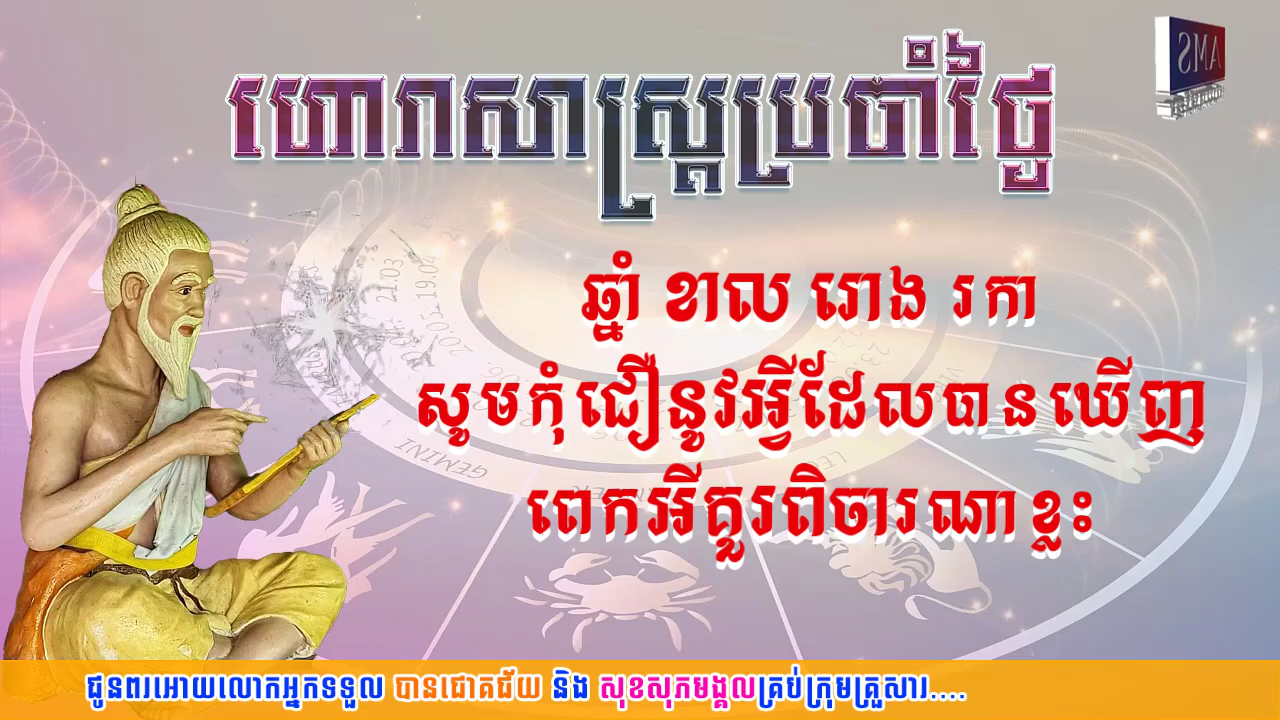 ហោរាសាស្ត្រប្រចាំថ្ងៃ
AMS
ឆ្នាំ ខាល រោង រកា
សូមកុំជឿនូវអ្វីដែលបានឃើញ
ពេកអីគួរពិចារណាខ្លះ
GEMINI
21.03
ជូនពរអោយលោកអ្នកទទួល បានជោគជ័យ និង សុខសុភមង្គលគ្រប់ក្រុមគ្រួសារ....